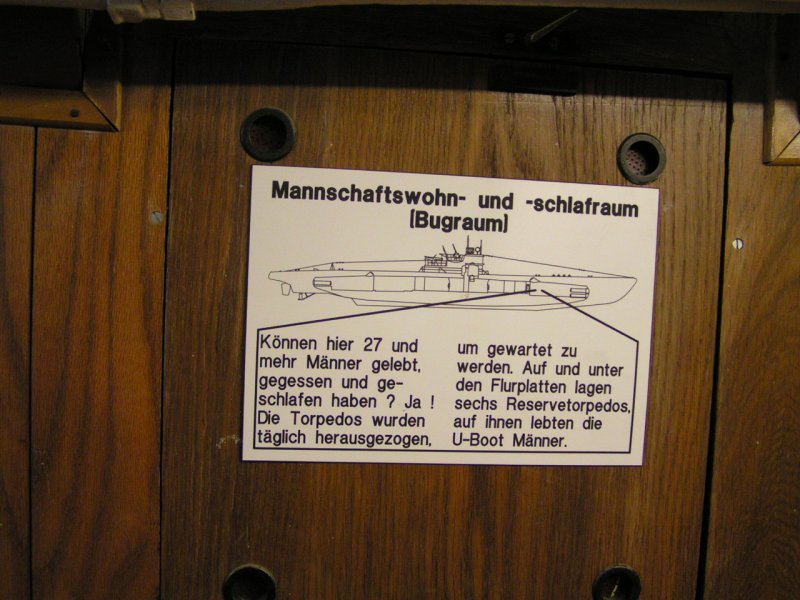 Mannschaftswohn- und -schlafraum
(Bugraum)
Können hier 27 und
mehr Männer gelebt,
gegessen und ge-
schlafen haben ? Ja !
Die Torpedos wurden
täglich herausgezogen,
um gewartet zu
werden. Auf und unter
den Flurplatten lagen
sechs Reservetorpedos,
auf ihnen lebten die
U-Boot Männer.